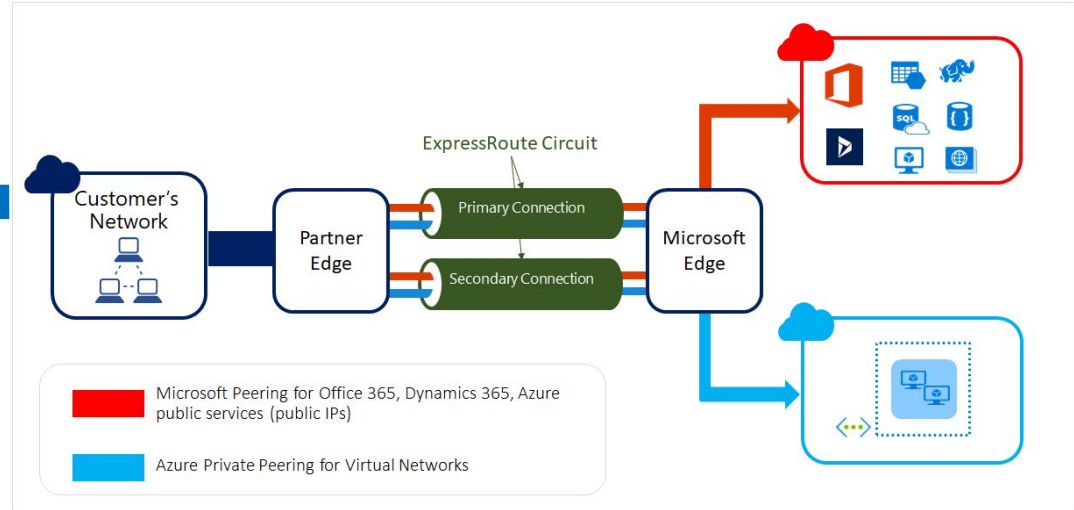 ExpressRoute Circuit
Customer's
Network
Partner
Edge
Primary Connection
Secondary Connection
Microsoft
Edge
SQL
{ }
Microsoft Peering for Office 365, Dynamics 365, Azure
public services (public IPs)
Azure Private Peering for Virtual Networks